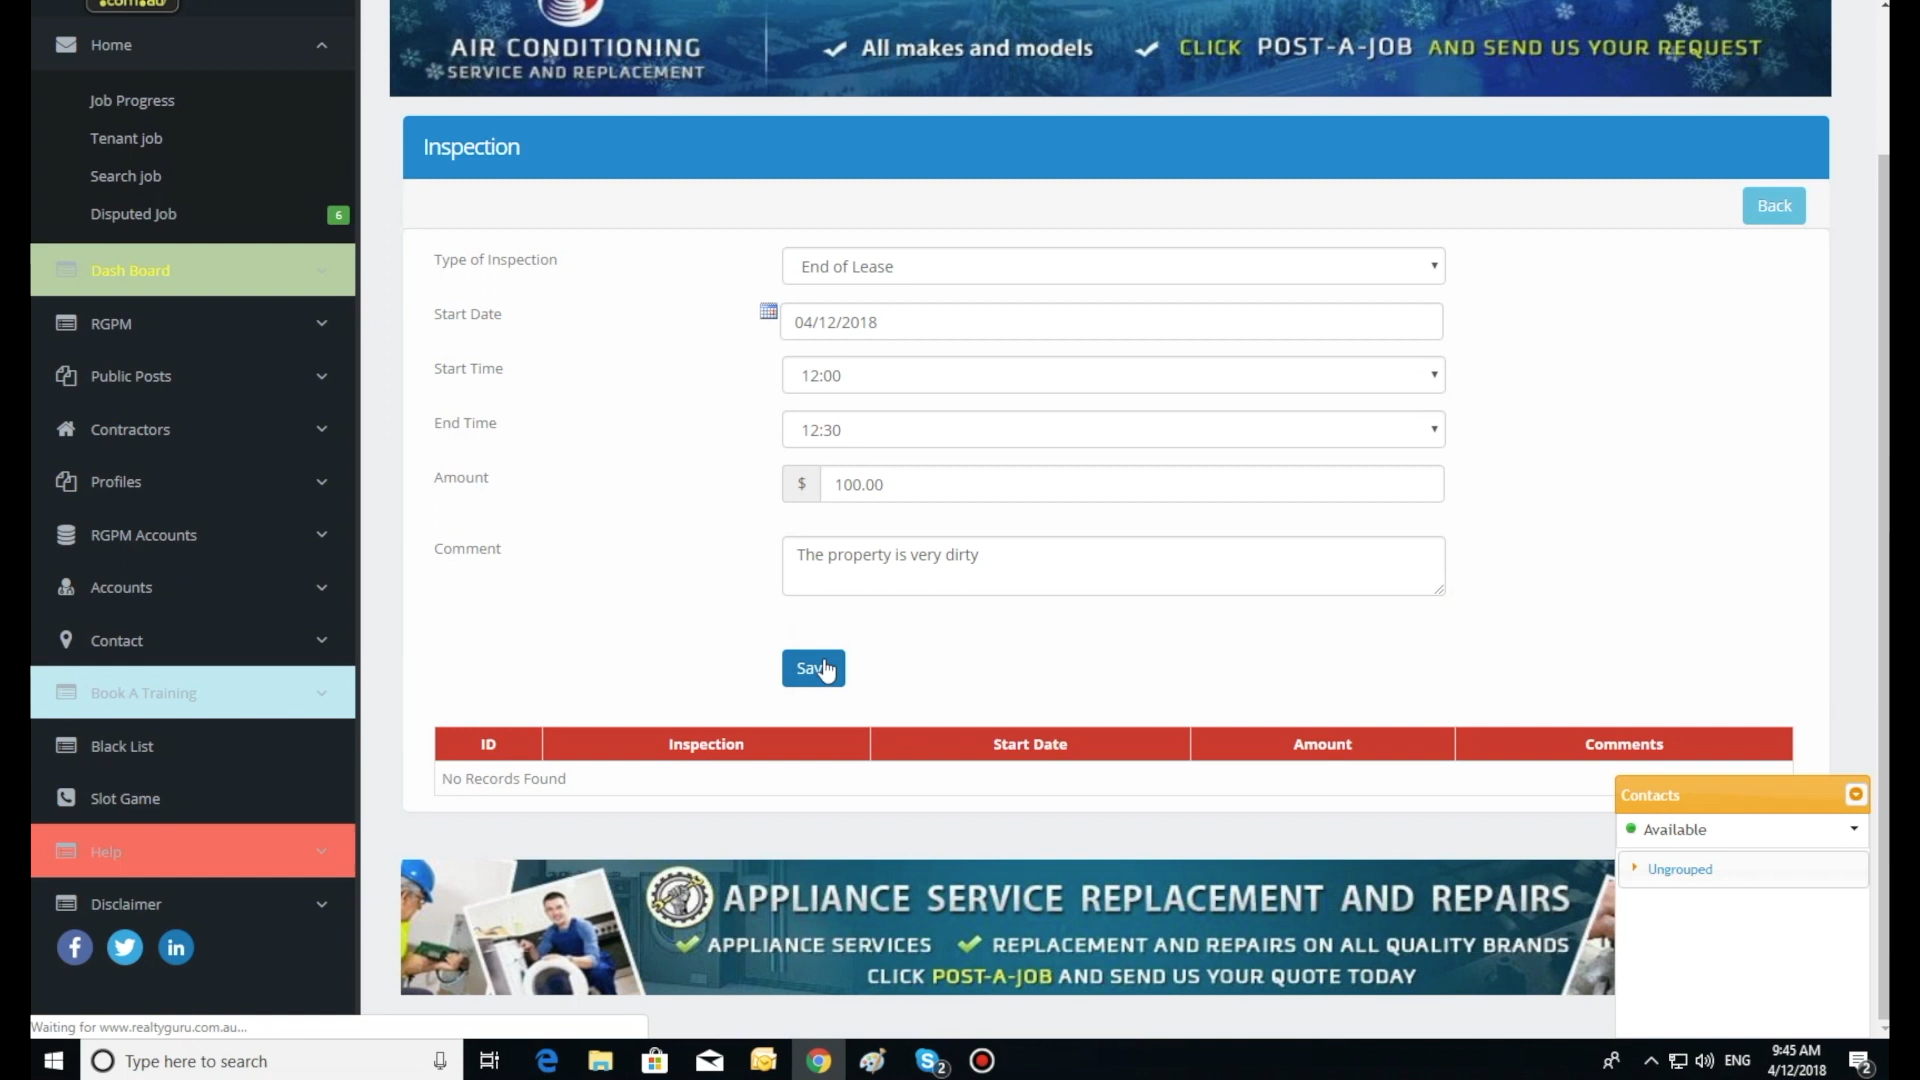 .com.au
Home
Job Progress
Tenant job
Search job
Disputed Job
6
Dash Board
RGPM
Public Posts
Contractors
Profiles
RGPM Accounts
Accounts
Contact
Book A Training
Black List
Slot Game
Help
Disclaimer
AIR CONDITIONING
SERVICE AND REPLACEMENT
All makes and models
CLICK POST-A-JOB AND SEND US YOUR REQUEST
Inspection
Back
Type of Inspection
End of Lease
Start Date
04/12/2018
Start Time
12:00
End Time
12:30
Amount
$ 100.00
Comment
The property is very dirty
Save
ID Inspection Start Date Amount Comments
No Records Found
Contacts
Available
Ungrouped
APPLIANCE SERVICE REPLACEMENT AND REPAIRS
APPLIANCE SERVICES REPLACEMENT AND REPAIRS ON ALL QUALITY BRANDS
CLICK POST-A-JOB AND SEND US YOUR QUOTE TODAY
Waiting for www.realtyguru.com.au...
Type here to search
2
ENG
9:45 AM
4/12/2018
2